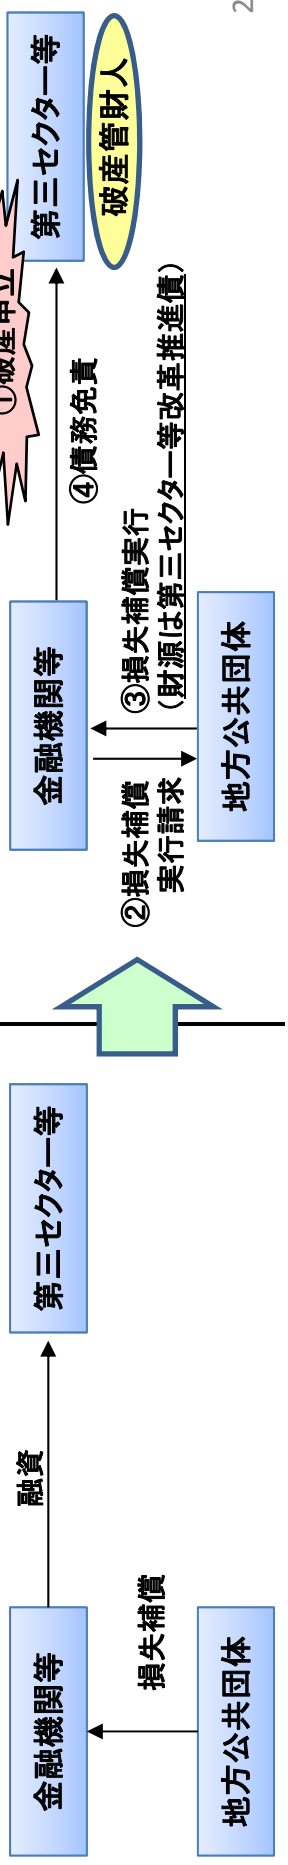 金融機関等
融資
第三セクター等
損失補償
地方公共団体
①破産申立
金融機関等
第三セクター等
破産管財人
④債務免責
②損失補償
実行請求
③損失補償実行
（財源は第三セクター等改革推進債）
地方公共団体
2